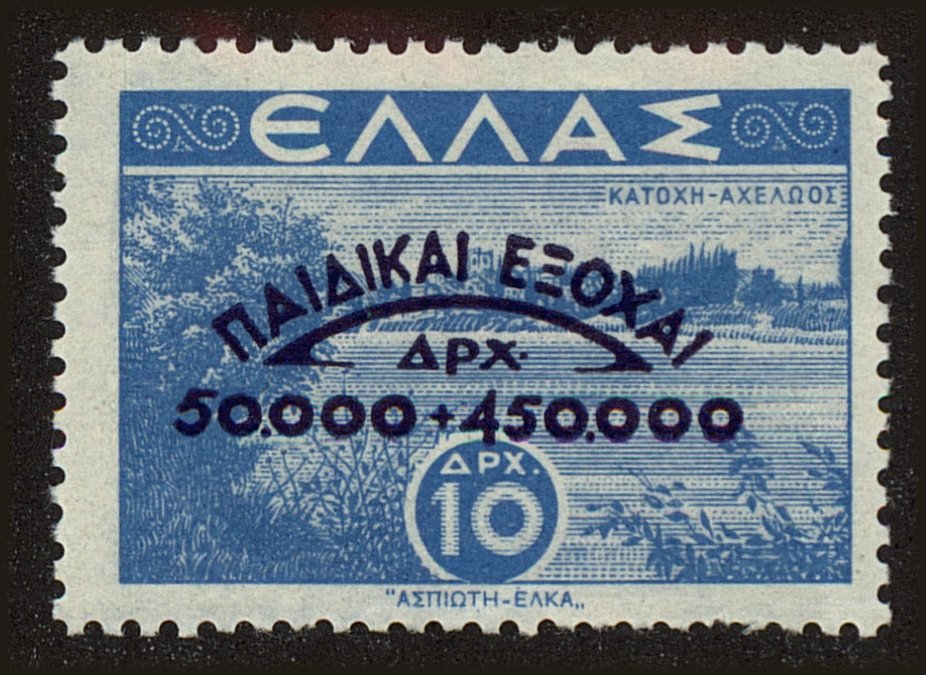 ΕΛΛΑΣ
ΚΑΤΟΧΗ-ΑΧΕΛΩΟΣ
ΠΑΙΔΙΚΑΙ ΕΞΟΧΑΙ
ΔΡΧ.
50.000+450.000
ΔΡΧ.
10
"ΑΣΠΙΩΤΗ-ΕΛΚΑ„